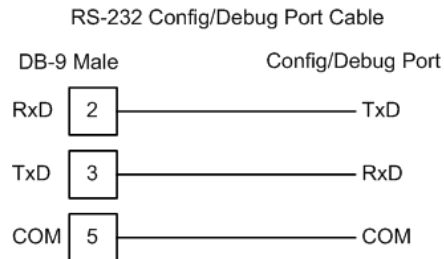 RS-232 Config/Debug Port Cable
DB-9 Male Config/Debug Port
RxD 2 TxD
TxD 3 RxD
COM 5 COM